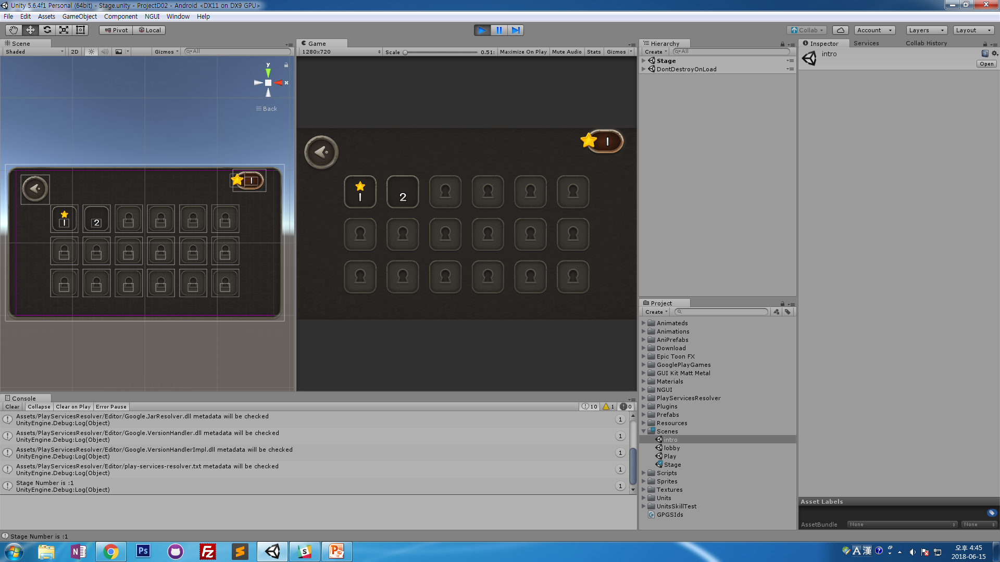 Unity 5.6.4f1 Personal (64bit) - Stage.unity - ProjectD02 - Android <DX11 on DX9 GPU>
File Edit Assets GameObject Component NGUI Window Help
Pivot Local
Collab Account Layers Layout
Scene
Shaded 2D Gizmos All
y
x
Back
1
1
2
Game
1280x720 Scale 0.51: Maximize On Play Mute Audio Stats Gizmos
1
1
2
Hierarchy
Create All
Stage
DontDestroyOnLoad
Inspector Services Collab History
intro
Open
Project
Create
Animateds
Animations
AniPrefabs
Download
Epic Toon FX
GooglePlayGames
GUI Kit Matt Metal
Materials
NGUI
PlayServicesResolver
Plugins
Prefabs
Resources
Scenes
intro
lobby
Play
Stage
Scripts
Sprites
Textures
Units
UnitsSkillTest
GPGSIds
Asset Labels
AssetBundle None None
Console
Clear Collapse Clear on Play Error Pause 10 1 0
Assets/PlayServicesResolver/Editor/Google.JarResolver.dll metadata will be checked
UnityEngine.Debug:Log(Object)
1
Assets/PlayServicesResolver/Editor/Google.VersionHandler.dll metadata will be checked
UnityEngine.Debug:Log(Object)
1
Assets/PlayServicesResolver/Editor/Google.VersionHandlerImpl.dll metadata will be checked
UnityEngine.Debug:Log(Object)
1
Assets/PlayServicesResolver/Editor/play-services-resolver.txt metadata will be checked
UnityEngine.Debug:Log(Object)
1
Stage Number is :1
UnityEngine.Debug:Log(Object)
1
Stage Number is :1
N Ps Fz S S P
A 漢 ?
오후 4:45
2018-06-15